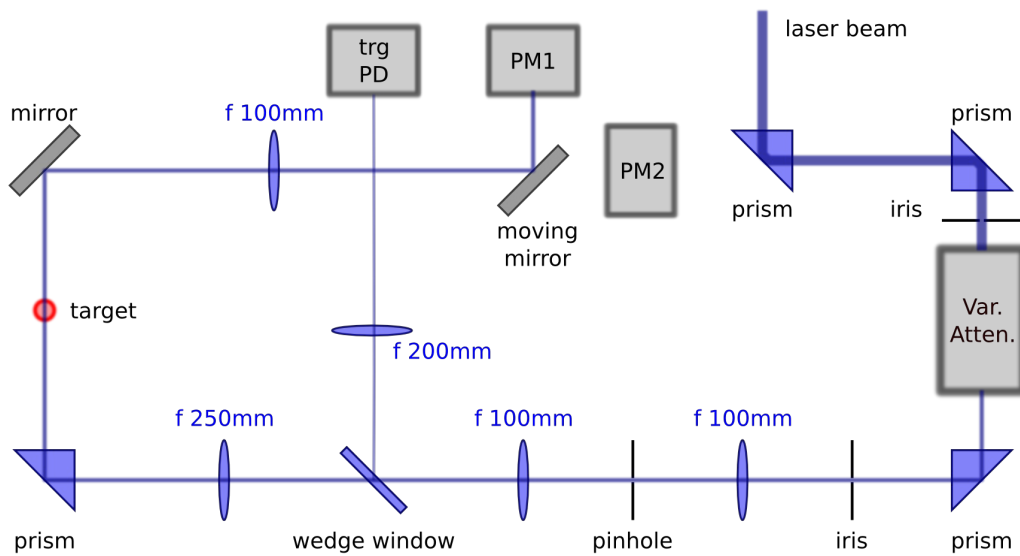 laser beam
trg
PD
PM1
mirror
f 100mm
prism
PM2
prism
iris
moving
mirror
target
Var.
Atten.
f 200mm
f 250mm
f 100mm
f 100mm
prism
wedge window
pinhole
iris
prism